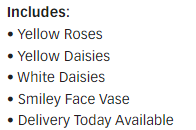 Includes:
• Yellow Roses
• Yellow Daisies
• White Daisies
• Smiley Face Vase
• Delivery Today Available